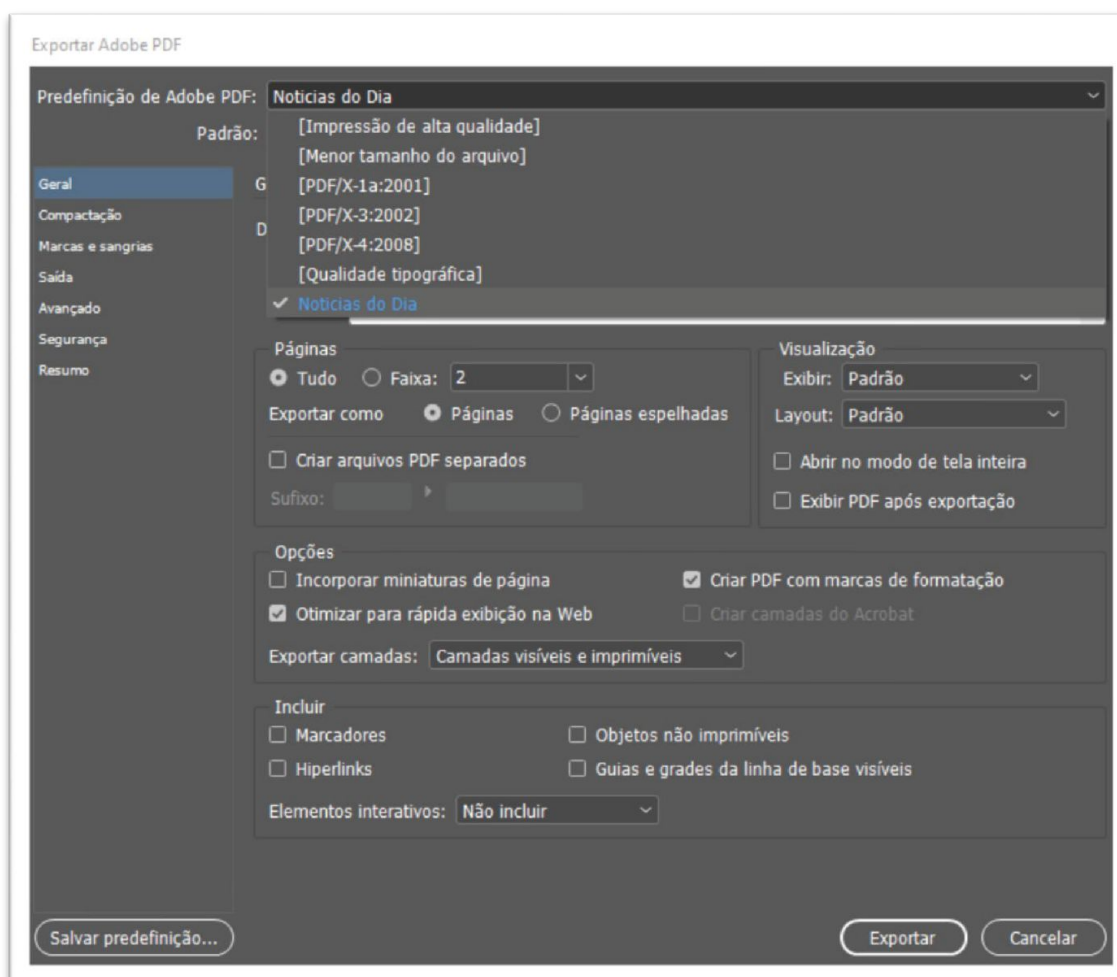 Exportar Adobe PDF
Predefinição de Adobe PDF: Noticias do Dia
Padrão:
[Impressão de alta qualidade]
[Menor tamanho do arquivo]
[PDF/X-1a:2001]
[PDF/X-3:2002]
[PDF/X-4:2008]
[Qualidade tipográfica]
Noticias do Dia
Geral
Compactação
Marcas e sangrias
Saída
Avançado
Segurança
Resumo
G
D
Páginas
Tudo Faixa: 2
Exportar como Páginas Páginas espelhadas
Criar arquivos PDF separados
Sufixo:
Visualização
Exibir: Padrão
Layout: Padrão
Abrir no modo de tela inteira
Exibir PDF após exportação
Opções
Incorporar miniaturas de página Criar PDF com marcas de formatação
Otimizar para rápida exibição na Web Criar camadas do Acrobat
Exportar camadas: Camadas visíveis e imprimíveis
Incluir
Marcadores Objetos não imprimíveis
Hiperlinks Guias e grades da linha de base visíveis
Elementos interativos: Não incluir
Salvar predefinição... Exportar Cancelar